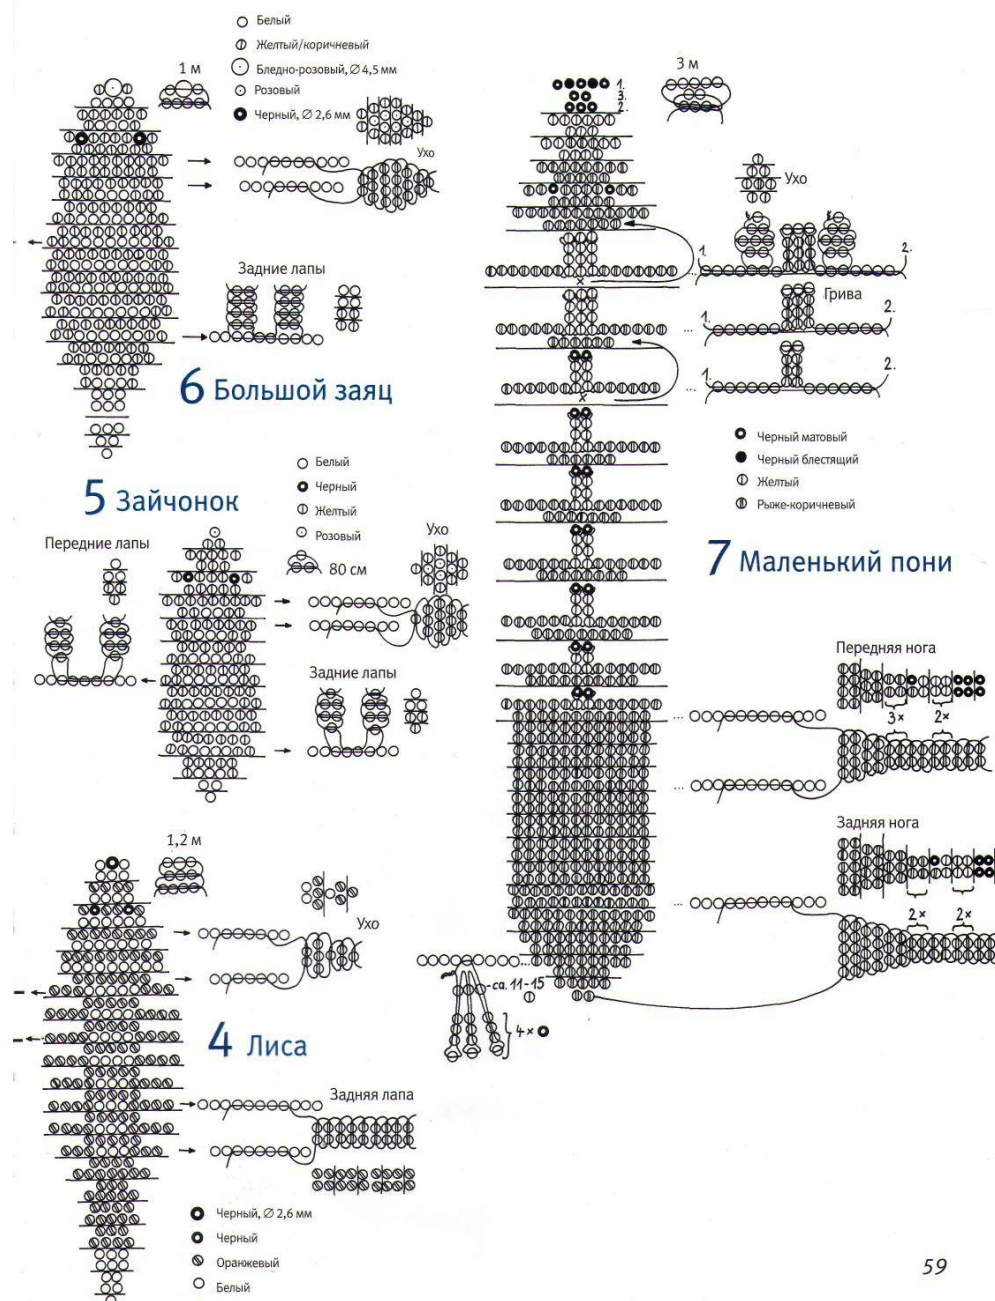 Белый
Желтый/коричневый
Бледно-розовый, Ø 4,5 мм
Розовый
Черный, Ø 2,6 мм
1 м
Ухо
Задние лапы
6 Большой заяц
5 Зайчонок
Белый
Черный
Желтый
Розовый
80 см
Ухо
Передние лапы
Задние лапы
1,2 м
Ухо
4 Лиса
Задняя лапа
Черный, Ø 2,6 мм
Черный
Оранжевый
Белый
3 м
1.
3.
2.
Ухо
1.
2.
Грива
1.
2.
1.
2.
Черный матовый
Черный блестящий
Желтый
Рыже-коричневый
7 Маленький пони
Передняя нога
3×
2×
Задняя нога
2×
2×
ca. 11-15
4×
59